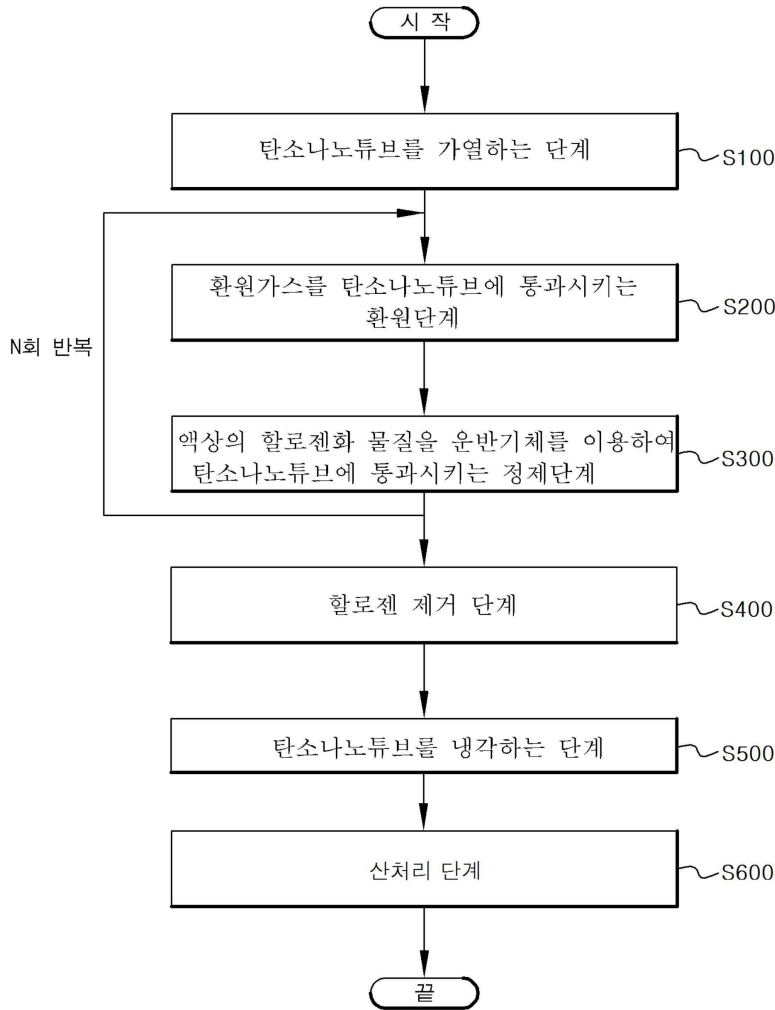 시 작
탄소나노튜브를 가열하는 단계
S100
환원가스를 탄소나노튜브에 통과시키는
환원단계
S200
N회 반복
액상의 할로젠화 물질을 운반기체를 이용하여
탄소나노튜브에 통과시키는 정제단계
S300
할로젠 제거 단계
S400
탄소나노튜브를 냉각하는 단계
S500
산처리 단계
S600
끝